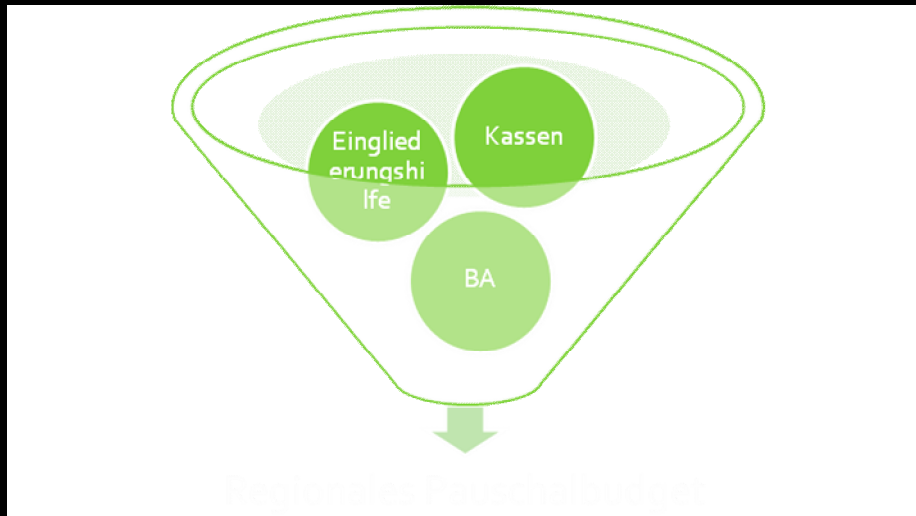 Einglied
erungshi
lfe
Kassen
BA
Regionales Pauschalbudget